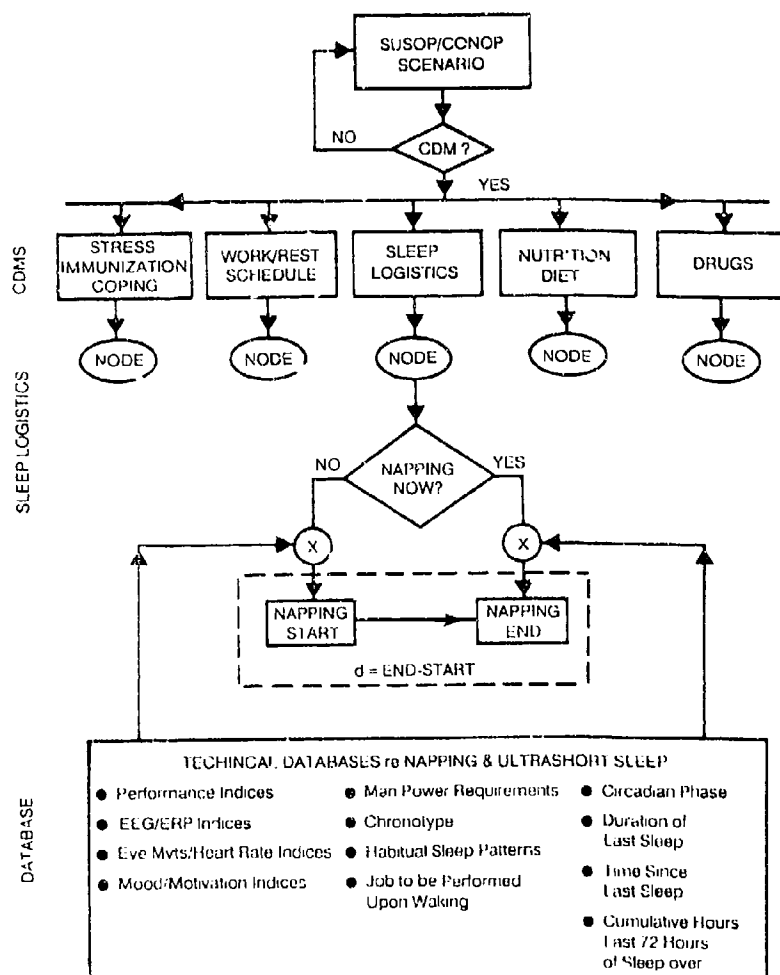 SUSOP/CONOP
SCENARIO
NO
CDM ?
YES
CDMS
STRESS
IMMUNIZATION
COPING
WORK/REST
SCHEDULE
SLEEP
LOGISTICS
NUTRITION
DIET
DRUGS
NODE
NODE
NODE
NODE
NODE
SLEEP LOGISTICS
NO
NAPPING
NOW?
YES
X
X
NAPPING
START
NAPPING
END
d = END-START
DATABASE
TECHINCAL DATABASES re NAPPING & ULTRASHORT SLEEP
● Performance Indices
● EEG/ERP Indices
● Eye Mvts/Heart Rate Indices
● Mood/Motivation Indices
● Man Power Requirements
● Chronotype
● Habitual Sleep Patterns
● Job to be Performed
Upon Waking
● Circadian Phase
● Duration of
Last Sleep
● Time Since
Last Sleep
● Cumulative Hours
Last 72 Hours
of Sleep over